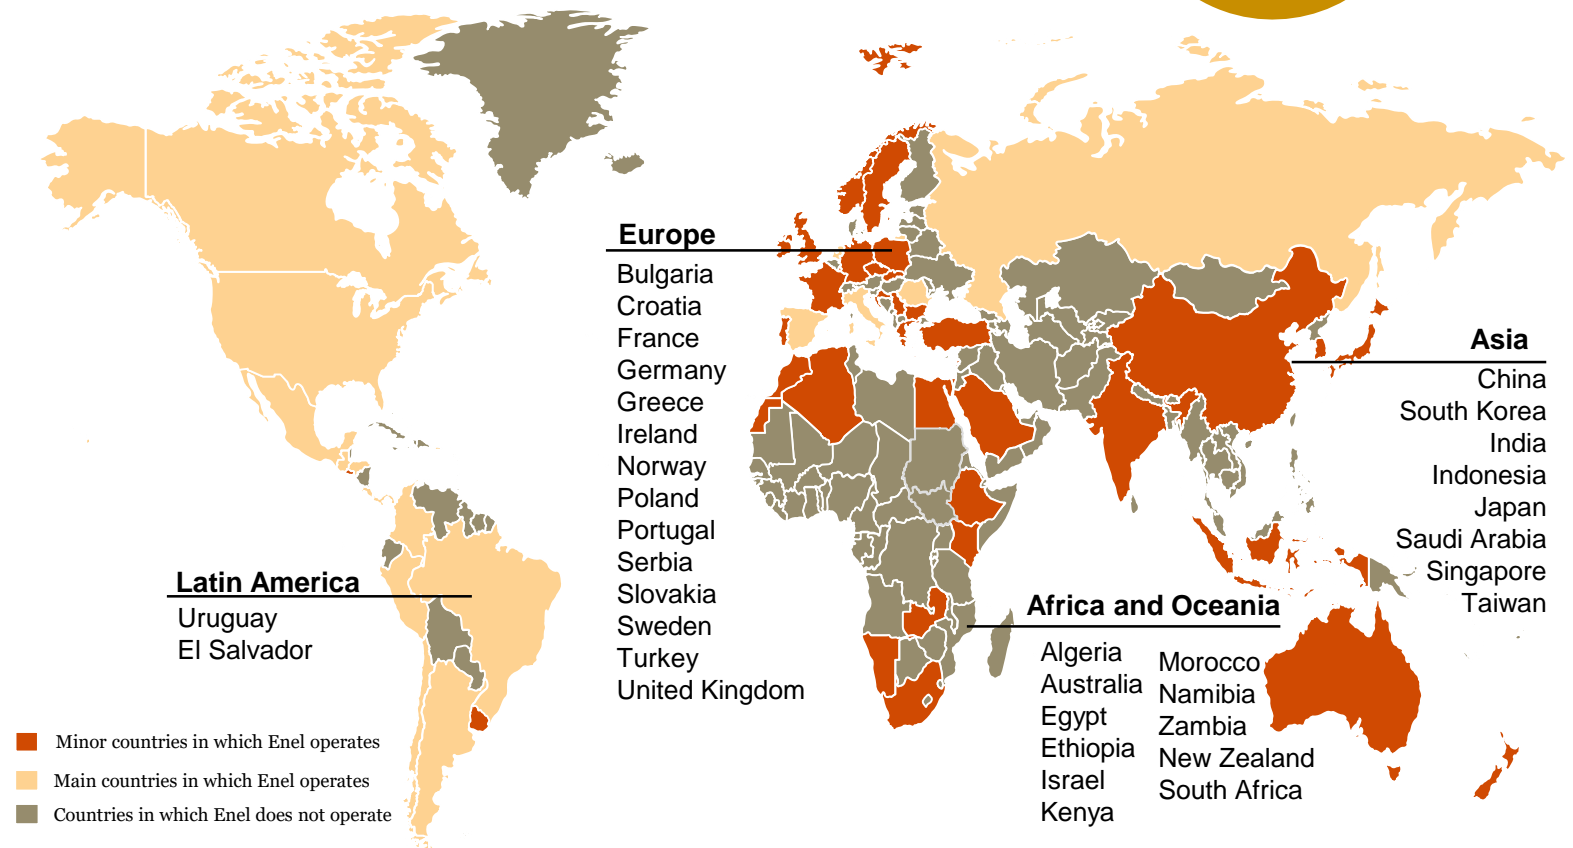 Europe
Bulgaria
Croatia
France
Germany
Greece
Ireland
Norway
Poland
Portugal
Serbia
Slovakia
Sweden
Turkey
United Kingdom
Asia
China
South Korea
India
Indonesia
Japan
Saudi Arabia
Singapore
Taiwan
Latin America
Uruguay
El Salvador
Africa and Oceania
Algeria
Australia
Egypt
Ethiopia
Israel
Kenya
Morocco
Namibia
Zambia
New Zealand
South Africa
Minor countries in which Enel operates
Main countries in which Enel operates
Countries in which Enel does not operate